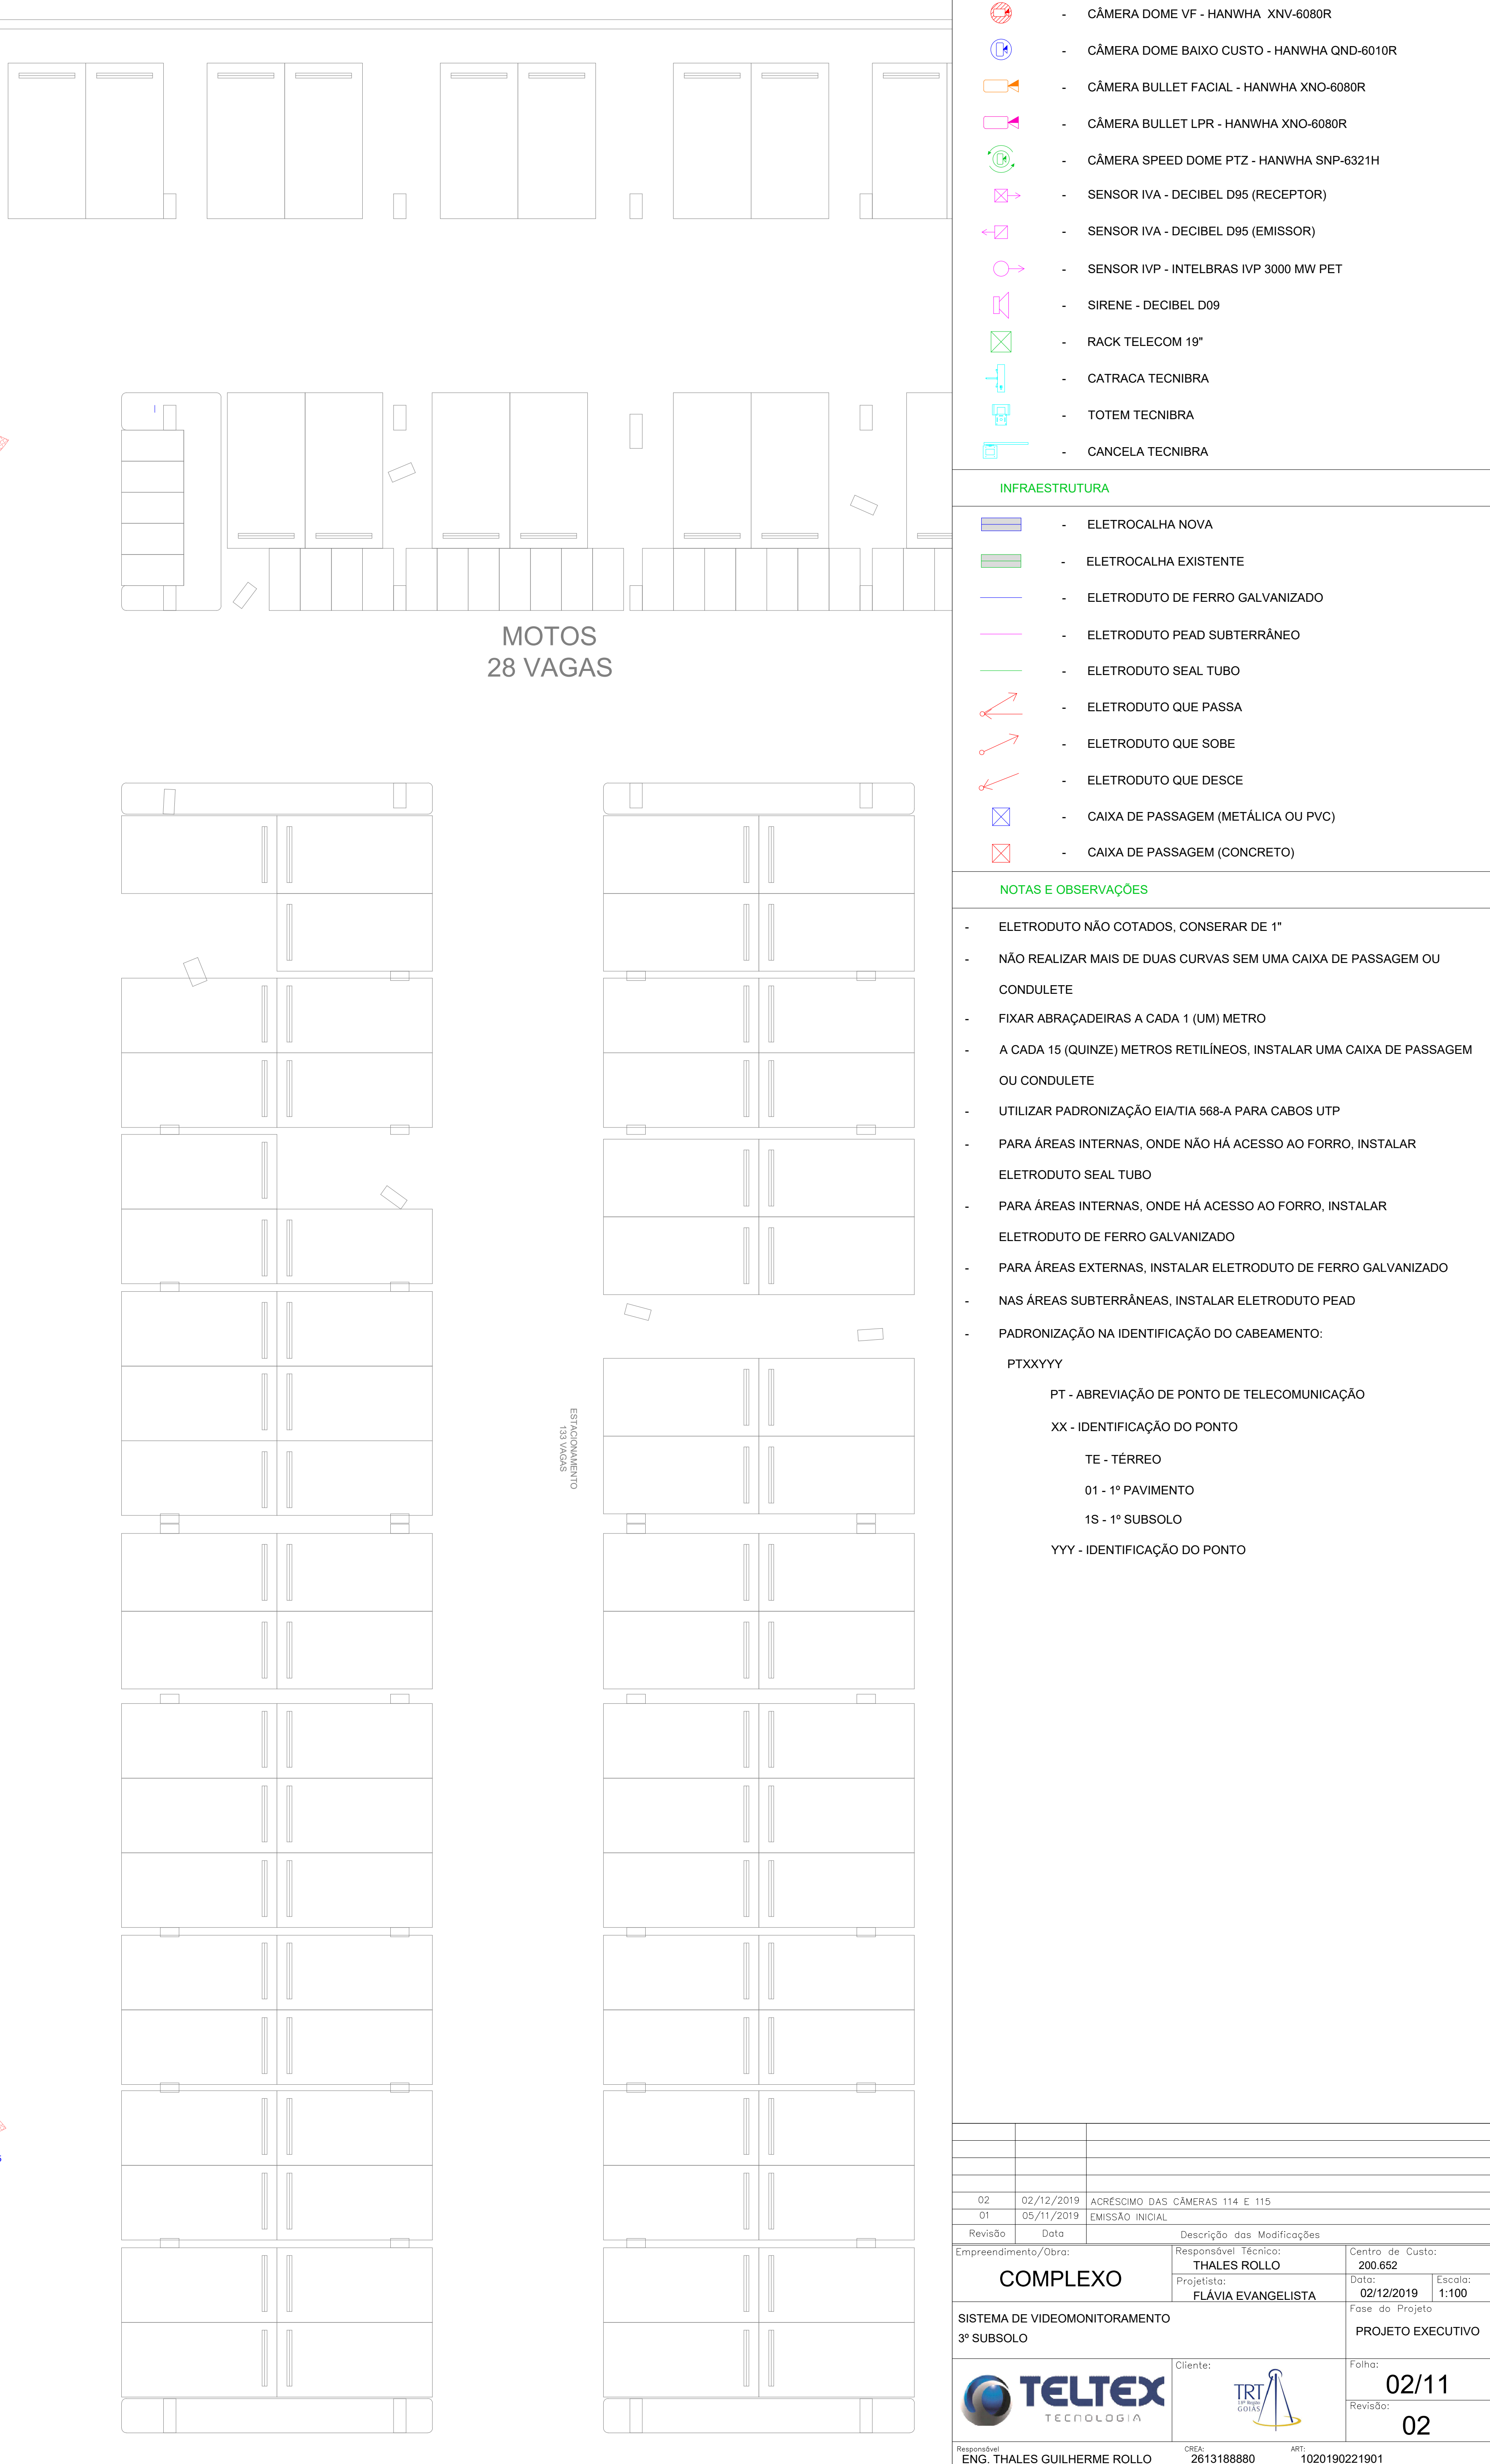 MOTOS
28 VAGAS
ESTACIONAMENTO
133 VAGAS
- CÂMERA DOME VF - HANWHA XNV-6080R
- CÂMERA DOME BAIXO CUSTO - HANWHA QND-6010R
- CÂMERA BULLET FACIAL - HANWHA XNO-6080R
- CÂMERA BULLET LPR - HANWHA XNO-6080R
- CÂMERA SPEED DOME PTZ - HANWHA SNP-6321H
- SENSOR IVA - DECIBEL D95 (RECEPTOR)
- SENSOR IVA - DECIBEL D95 (EMISSOR)
- SENSOR IVP - INTELBRAS IVP 3000 MW PET
- SIRENE - DECIBEL D09
- RACK TELECOM 19"
- CATRACA TECNIBRA
- TOTEM TECNIBRA
- CANCELA TECNIBRA
INFRAESTRUTURA
- ELETROCALHA NOVA
- ELETROCALHA EXISTENTE
- ELETRODUTO DE FERRO GALVANIZADO
- ELETRODUTO PEAD SUBTERRÂNEO
- ELETRODUTO SEAL TUBO
- ELETRODUTO QUE PASSA
- ELETRODUTO QUE SOBE
- ELETRODUTO QUE DESCE
- CAIXA DE PASSAGEM (METÁLICA OU PVC)
- CAIXA DE PASSAGEM (CONCRETO)
NOTAS E OBSERVAÇÕES
- ELETRODUTO NÃO COTADOS, CONSERAR DE 1"
- NÃO REALIZAR MAIS DE DUAS CURVAS SEM UMA CAIXA DE PASSAGEM OU
CONDULETE
- FIXAR ABRAÇADEIRAS A CADA 1 (UM) METRO
- A CADA 15 (QUINZE) METROS RETILÍNEOS, INSTALAR UMA CAIXA DE PASSAGEM
OU CONDULETE
- UTILIZAR PADRONIZAÇÃO EIA/TIA 568-A PARA CABOS UTP
- PARA ÁREAS INTERNAS, ONDE NÃO HÁ ACESSO AO FORRO, INSTALAR
ELETRODUTO SEAL TUBO
- PARA ÁREAS INTERNAS, ONDE HÁ ACESSO AO FORRO, INSTALAR
ELETRODUTO DE FERRO GALVANIZADO
- PARA ÁREAS EXTERNAS, INSTALAR ELETRODUTO DE FERRO GALVANIZADO
- NAS ÁREAS SUBTERRÂNEAS, INSTALAR ELETRODUTO PEAD
- PADRONIZAÇÃO NA IDENTIFICAÇÃO DO CABEAMENTO:
PTXXYYY
PT - ABREVIAÇÃO DE PONTO DE TELECOMUNICAÇÃO
XX - IDENTIFICAÇÃO DO PONTO
TE - TÉRREO
01 - 1º PAVIMENTO
1S - 1º SUBSOLO
YYY - IDENTIFICAÇÃO DO PONTO
02 02/12/2019 ACRÉSCIMO DAS CÂMERAS 114 E 115
01 05/11/2019 EMISSÃO INICIAL
Revisão Data Descrição das Modificações
Empreendimento/Obra:
COMPLEXO
Responsável Técnico:
THALES ROLLO
Centro de Custo:
200.652
Projetista:
FLÁVIA EVANGELISTA
Data:
02/12/2019
Escala:
1:100
SISTEMA DE VIDEOMONITORAMENTO
3º SUBSOLO
Fase do Projeto
PROJETO EXECUTIVO
TELTEX
TECNOLOGIA
Cliente:
TRT
18ª Região
GOIÁS
Folha:
02/11
Revisão:
02
Responsável
ENG. THALES GUILHERME ROLLO
CREA:
2613188880
ART:
1020190221901